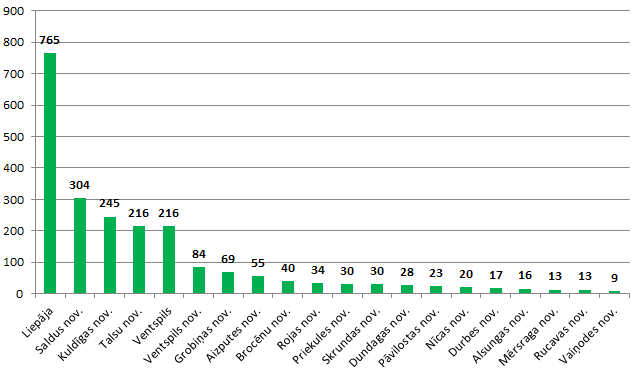 900
800
700
600
500
400
300
200
100
0
765
304
245
216
216
84
69
55
40
34
30
30
28
23
20
17
16
13
13
9
Liepāja
Saldus nov.
Kuldīgas nov.
Talsu nov.
Ventspils
Ventspils nov.
Grobiņas nov.
Aizputes nov.
Brocēnu nov.
Rojas nov.
Priekules nov.
Skrundas nov.
Dundagas nov.
Pāvilostas nov.
Nīcas nov.
Durbes nov.
Alsungas nov.
Mērsraga nov.
Rucavas nov.
Vaiņodes nov.